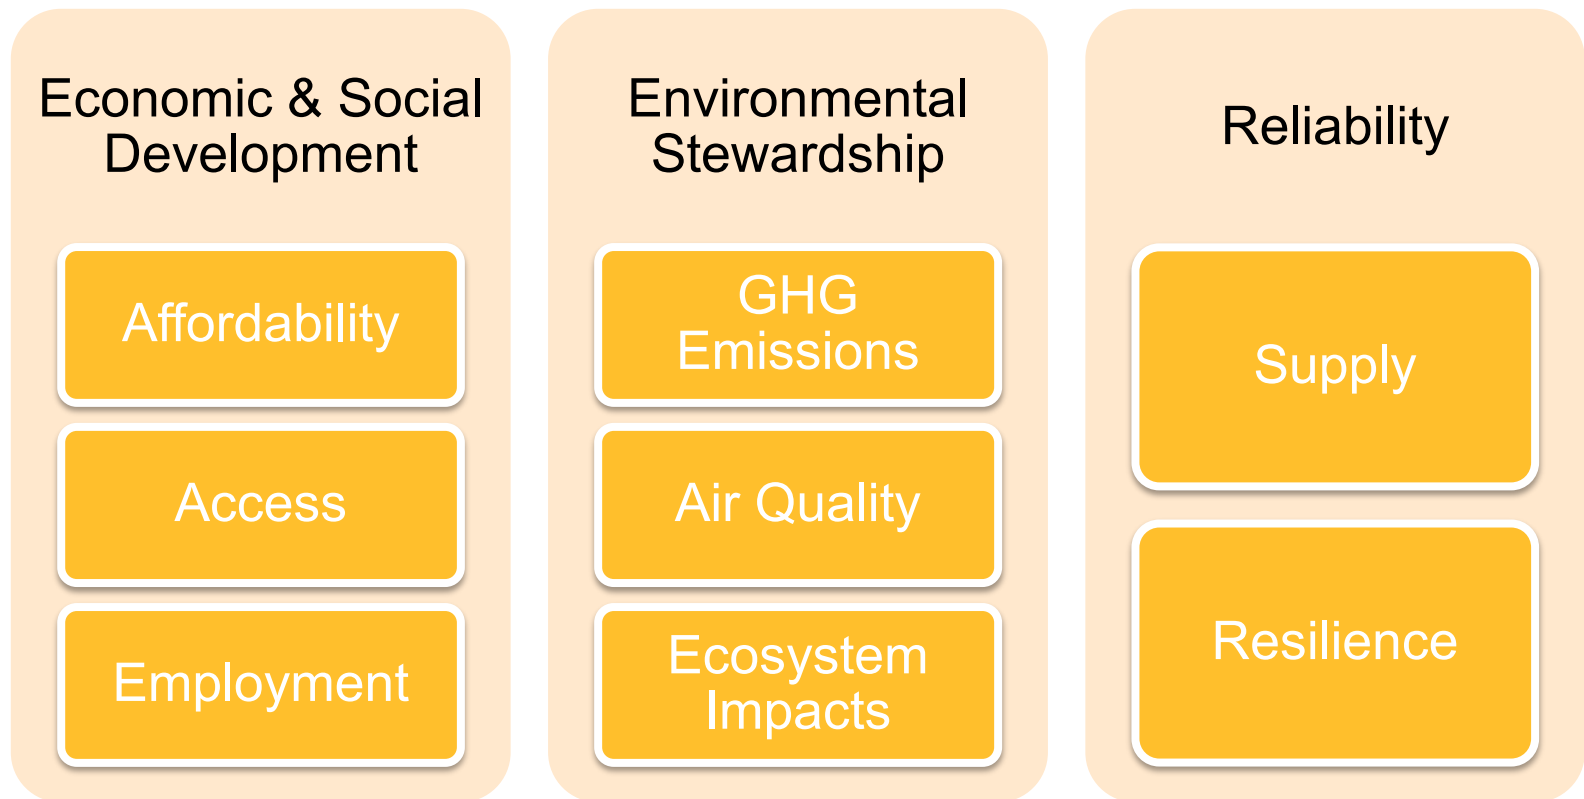 Economic & Social
Development
Affordability
Access
Employment
Environmental
Stewardship
GHG
Emissions
Air Quality
Ecosystem
Impacts
Reliability
Supply
Resilience